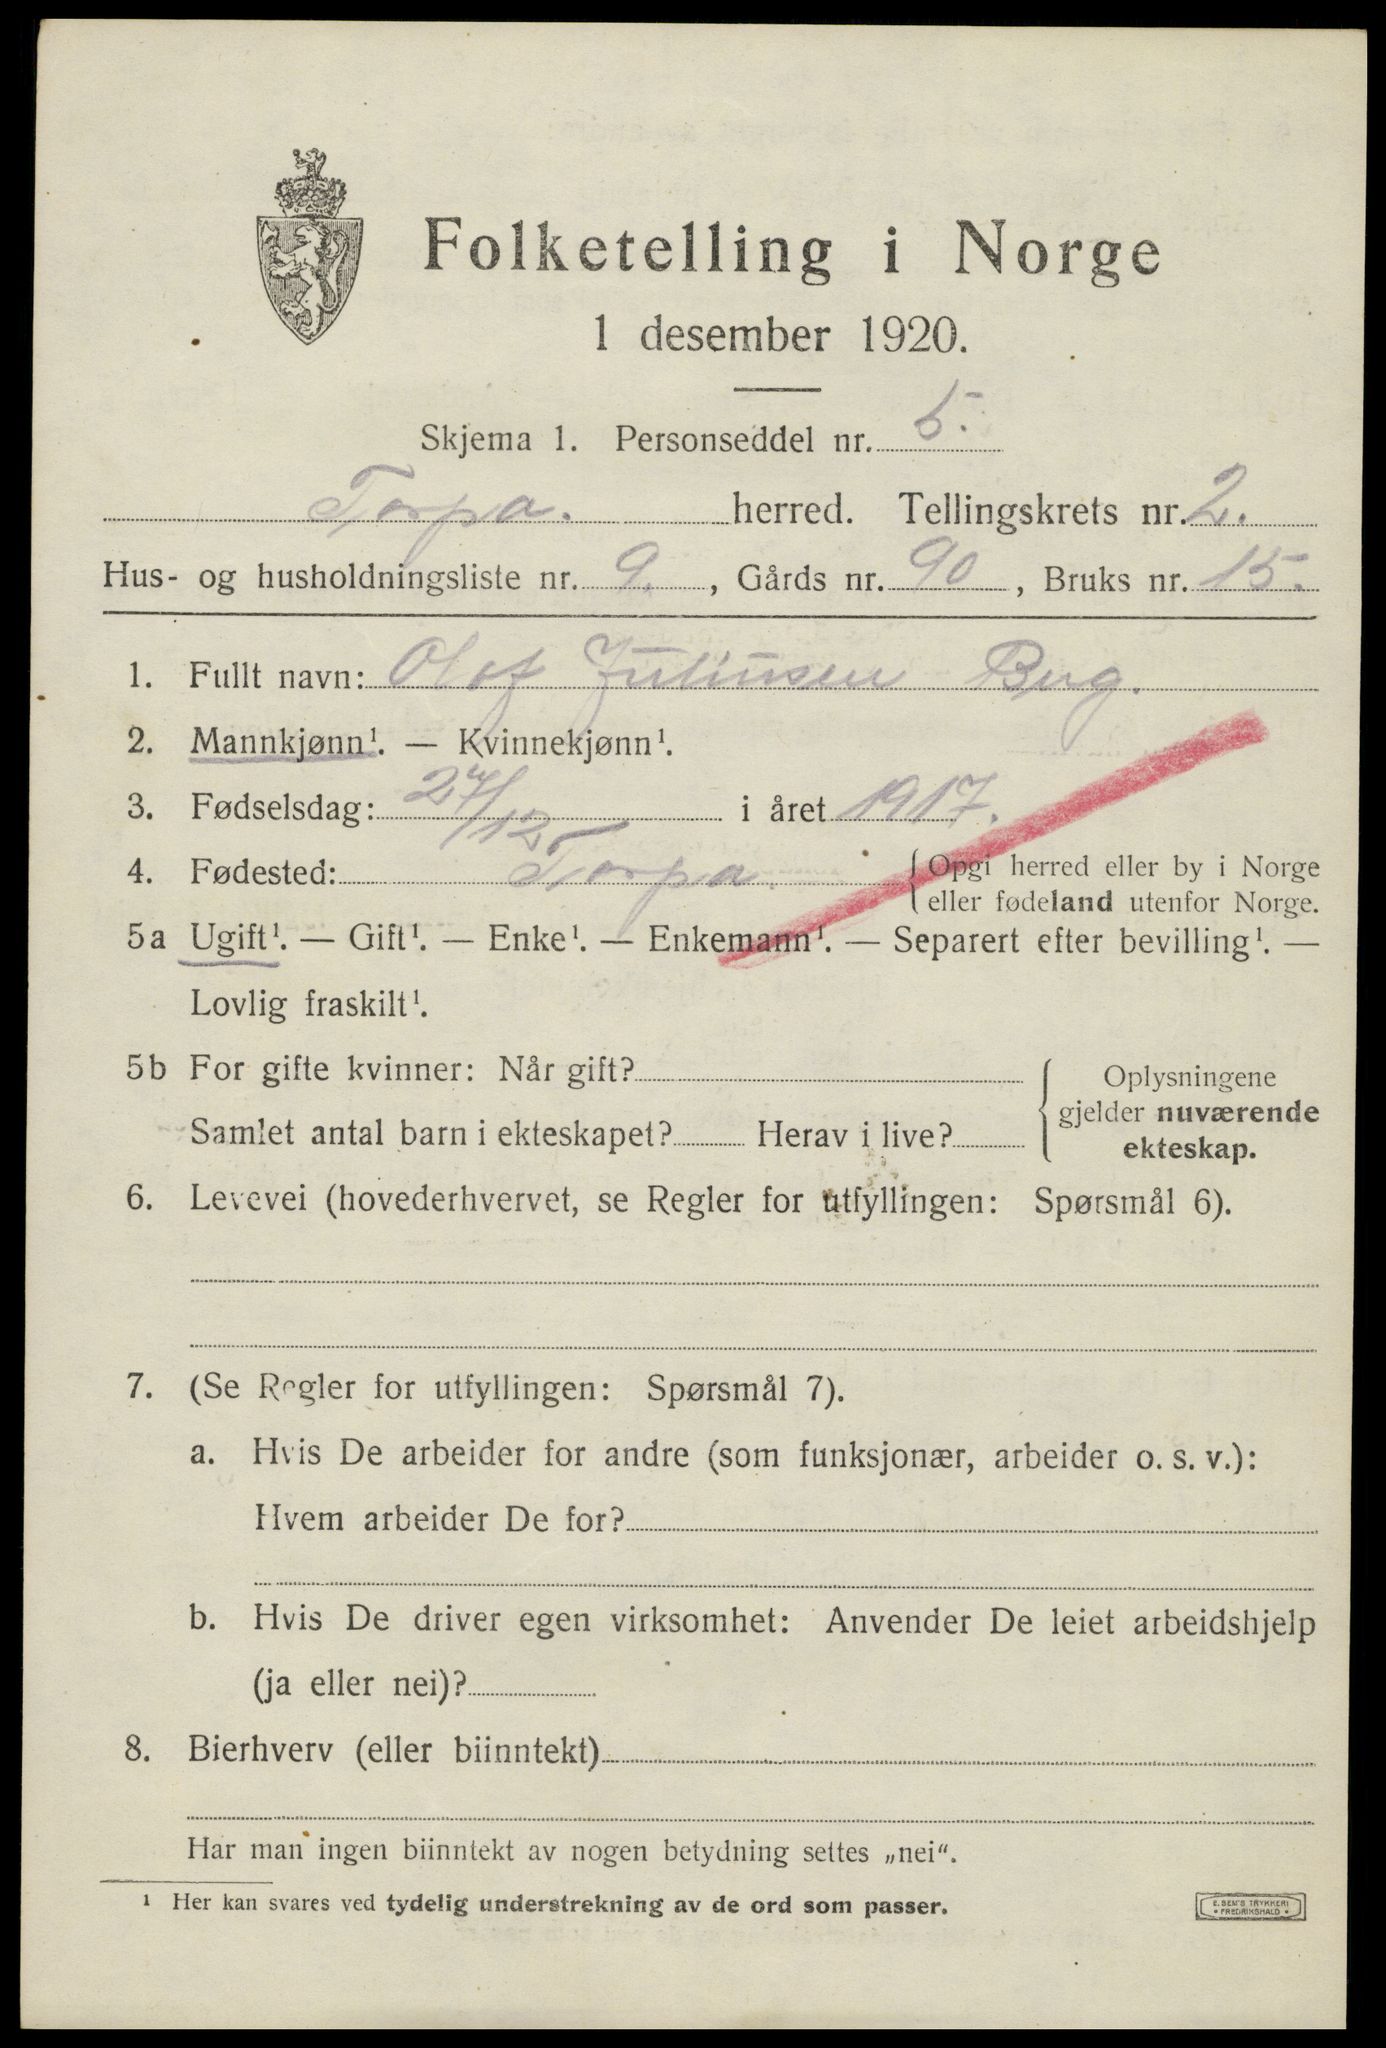 Folketelling i Norge
1 desember 1920.
Skjema 1. Personseddel nr. 5.
Torpa. herred. Tellingskrets nr. 2.
Hus- og husholdningsliste nr. 9. , Gårds nr. 90 , Bruks nr. 15.
1. Fullt navn: Olof Juliussen Berg.
2. Mannkjønn¹. — Kvinnekjønn¹.
3. Fødselsdag: 27/12 i året 1917.
4. Fødested: Torpa. { Opgi herred eller by i Norge
eller fødeland utenfor Norge.
5a Ugift¹. — Gift¹. — Enke¹. — Enkemann¹. — Separert efter bevilling¹. —
Lovlig fraskilt¹.
5b For gifte kvinner: Når gift? { Oplysningene
gjelder nuværende
Samlet antal barn i ekteskapet? Herav i live? ekteskap.
6. Levevei (hovederhvervet, se Regler for utfyllingen: Spørsmål 6).
7. (Se Regler for utfyllingen: Spørsmål 7).
a. Hvis De arbeider for andre (som funksjonær, arbeider o. s. v.):
Hvem arbeider De for?
b. Hvis De driver egen virksomhet: Anvender De leiet arbeidshjelp
(ja eller nei)?
8. Bierhverv (eller biinntekt)
Har man ingen biinntekt av nogen betydning settes „nei“.
¹ Her kan svares ved tydelig understrekning av de ord som passer.
E. SEM'S TRYKKERI
• FREDRIKSHALD •